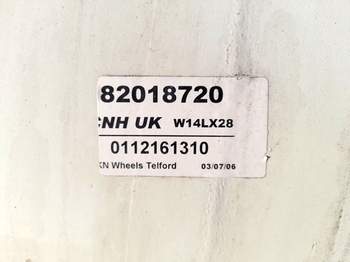 82018720
CNH UK W14LX28
0112161310
KN Wheels Telford 03/07/06